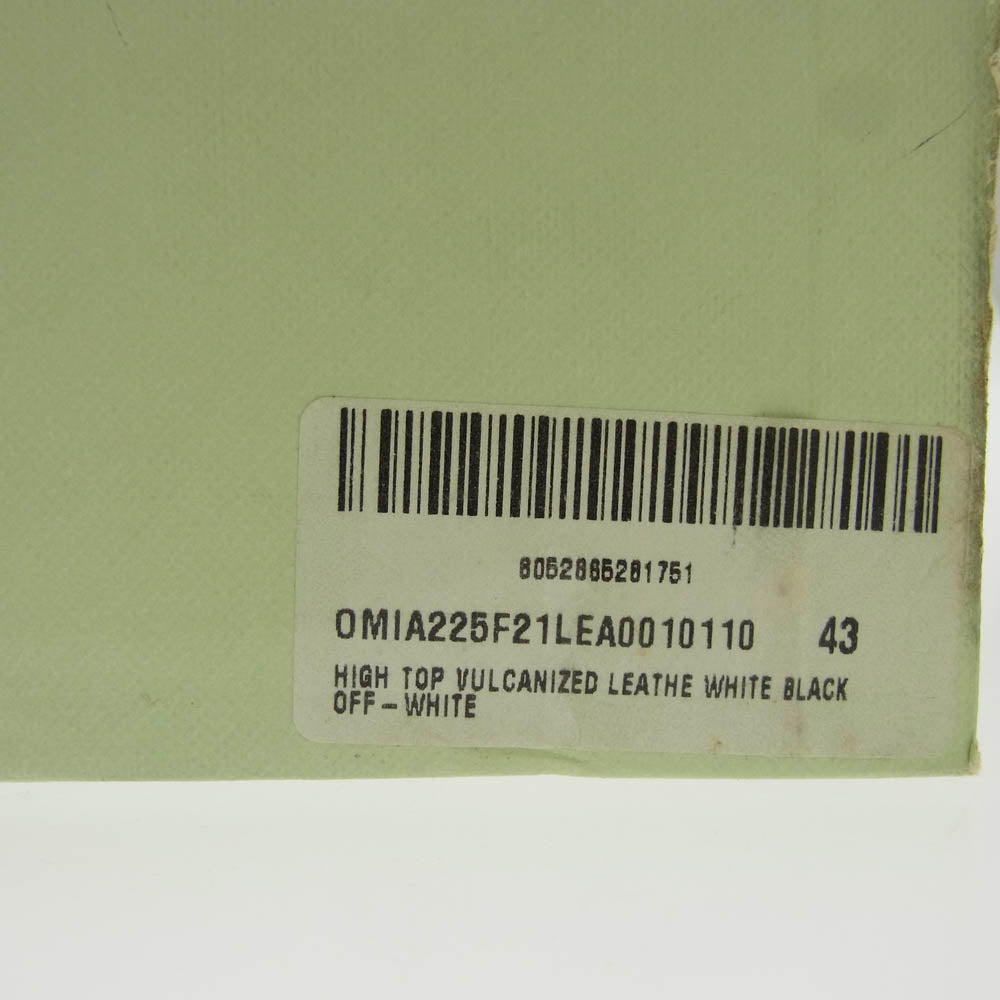 8052865281751
OMIA225F21LEA0010110 43
HIGH TOP VULCANIZED LEATHE WHITE BLACK
OFF-WHITE